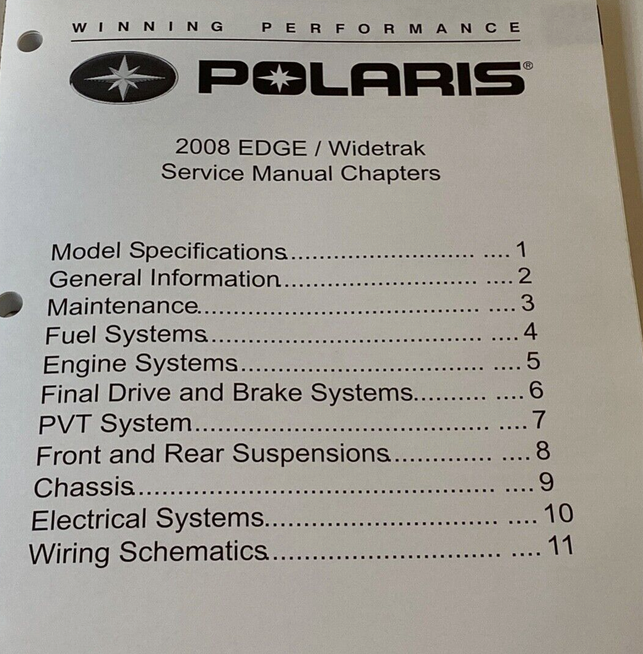 WINNING PERFORMANCE
POLARIS®
2008 EDGE / Widetrak
Service Manual Chapters
Model Specifications............................ ....1
General Information............................. ....2
Maintenance.......................................... ....3
Fuel Systems........................................ ....4
Engine Systems................................... ....5
Final Drive and Brake Systems.......... ....6
PVT System.......................................... ....7
Front and Rear Suspensions.............. ....8
Chassis.................................................. ....9
Electrical Systems................................ .... 10
Wiring Schematics................................ .... 11